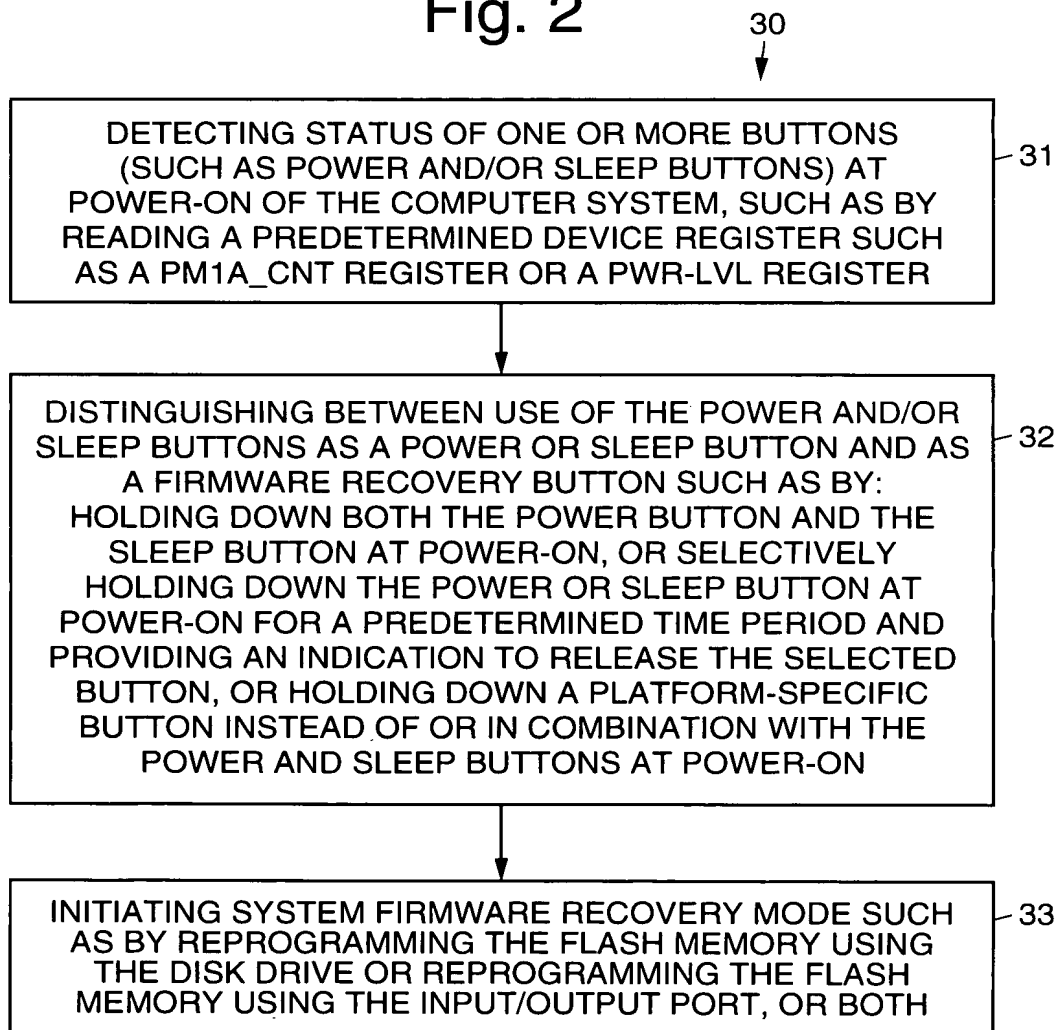 Fig. 2
30
DETECTING STATUS OF ONE OR MORE BUTTONS
(SUCH AS POWER AND/OR SLEEP BUTTONS) AT
POWER-ON OF THE COMPUTER SYSTEM, SUCH AS BY
READING A PREDETERMINED DEVICE REGISTER SUCH
AS A PM1A_CNT REGISTER OR A PWR-LVL REGISTER
31
DISTINGUISHING BETWEEN USE OF THE POWER AND/OR
SLEEP BUTTONS AS A POWER OR SLEEP BUTTON AND AS
A FIRMWARE RECOVERY BUTTON SUCH AS BY:
HOLDING DOWN BOTH THE POWER BUTTON AND THE
SLEEP BUTTON AT POWER-ON, OR SELECTIVELY
HOLDING DOWN THE POWER OR SLEEP BUTTON AT
POWER-ON FOR A PREDETERMINED TIME PERIOD AND
PROVIDING AN INDICATION TO RELEASE THE SELECTED
BUTTON, OR HOLDING DOWN A PLATFORM-SPECIFIC
BUTTON INSTEAD OF OR IN COMBINATION WITH THE
POWER AND SLEEP BUTTONS AT POWER-ON
32
INITIATING SYSTEM FIRMWARE RECOVERY MODE SUCH
AS BY REPROGRAMMING THE FLASH MEMORY USING
THE DISK DRIVE OR REPROGRAMMING THE FLASH
MEMORY USING THE INPUT/OUTPUT PORT, OR BOTH
33